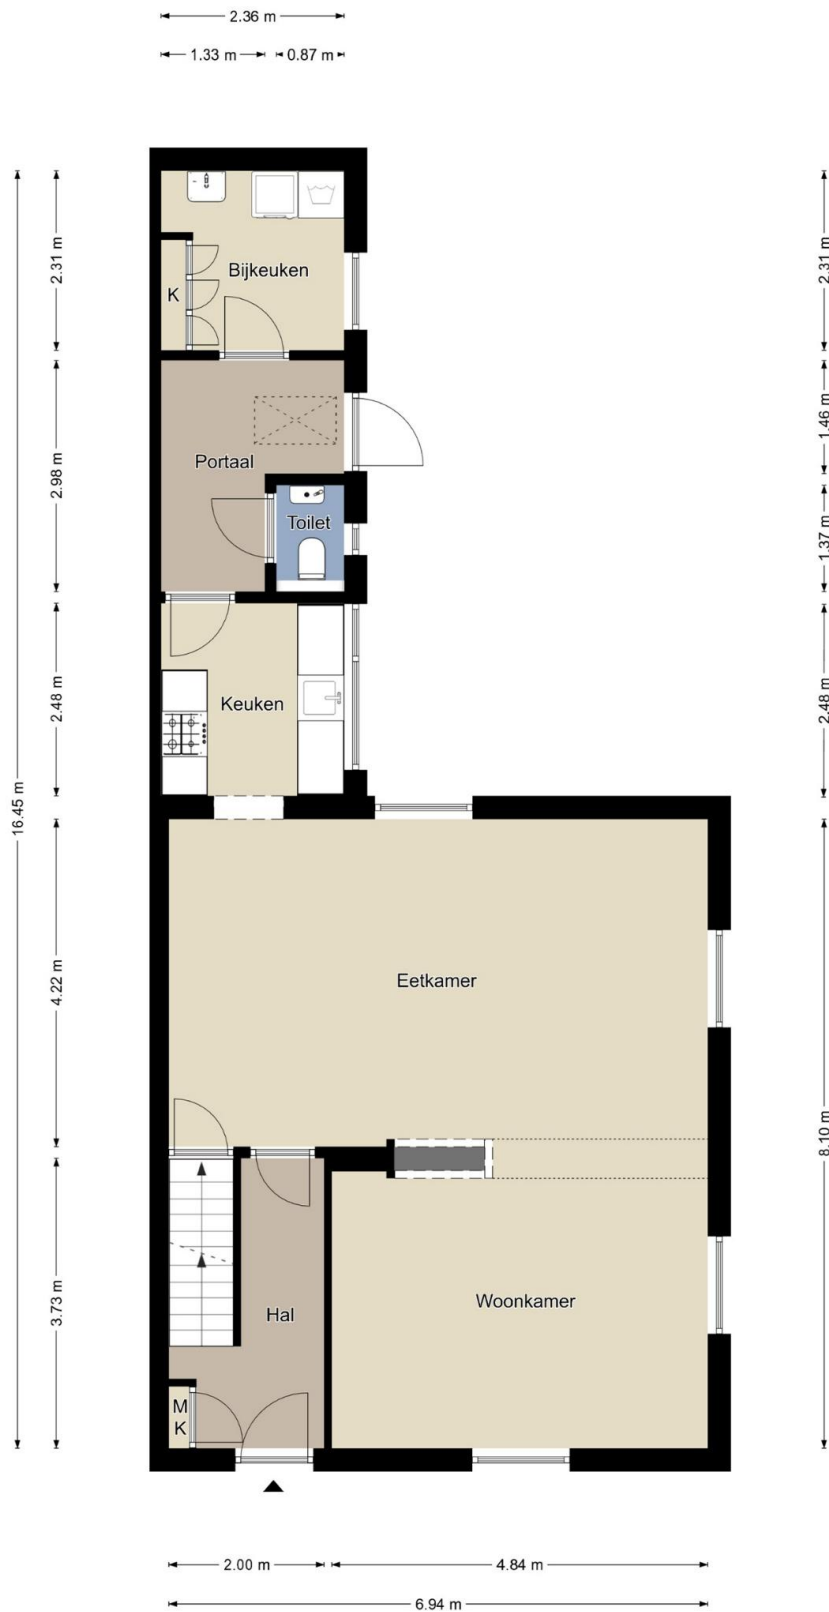 2.36 m
1.33 m
0.87 m
2.31 m
2.31 m
Bijkeuken
K
1.46 m
Portaal
2.98 m
16.45 m
Toilet
1.37 m
Keuken
2.48 m
2.48 m
4.22 m
Eetkamer
8.10 m
3.73 m
Woonkamer
Hal
M
K
2.00 m
4.84 m
6.94 m